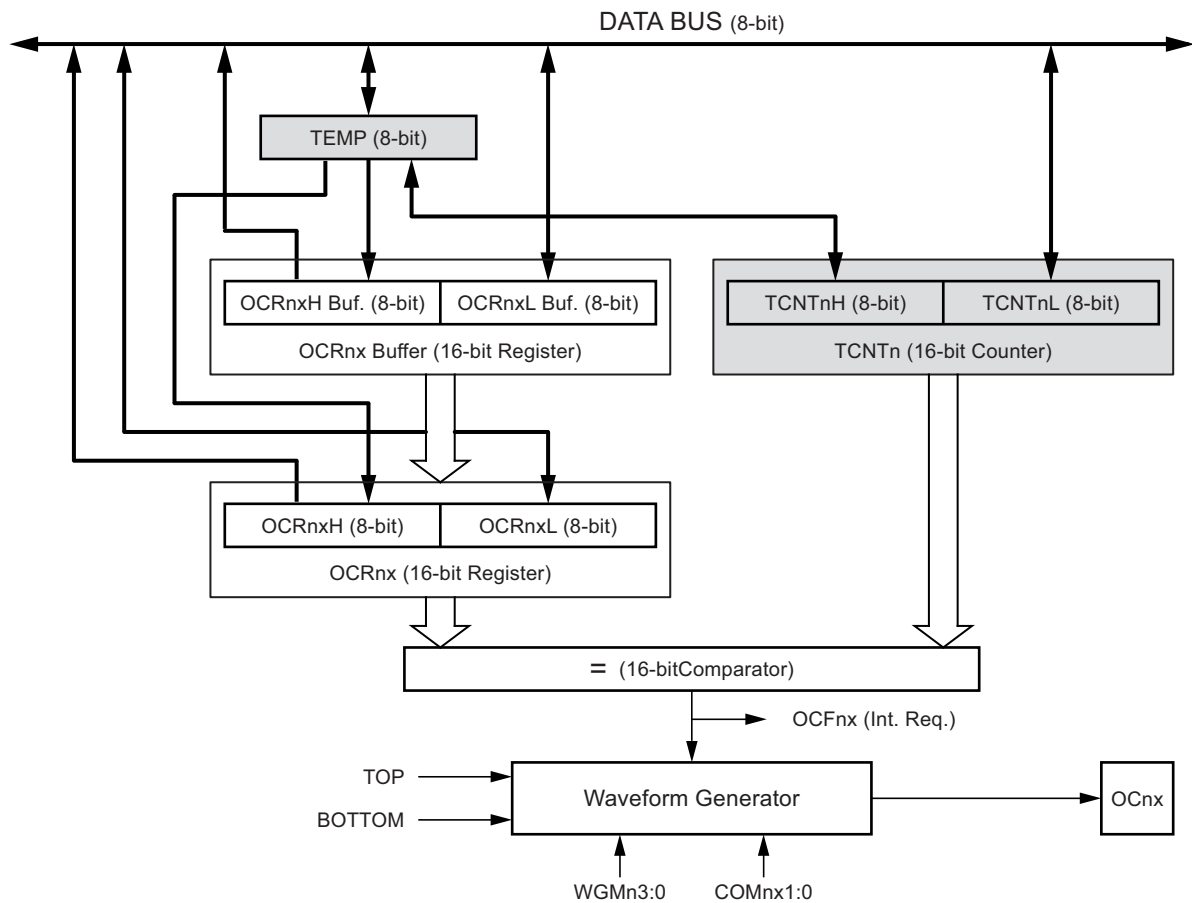 DATA BUS (8-bit)
TEMP (8-bit)
OCRnxH Buf. (8-bit)
OCRnxL Buf. (8-bit)
OCRnx Buffer (16-bit Register)
TCNTnH (8-bit)
TCNTnL (8-bit)
TCNTn (16-bit Counter)
OCRnxH (8-bit)
OCRnxL (8-bit)
OCRnx (16-bit Register)
= (16-bitComparator)
OCFnx (Int. Req.)
TOP
BOTTOM
Waveform Generator
OCnx
WGMn3:0
COMnx1:0